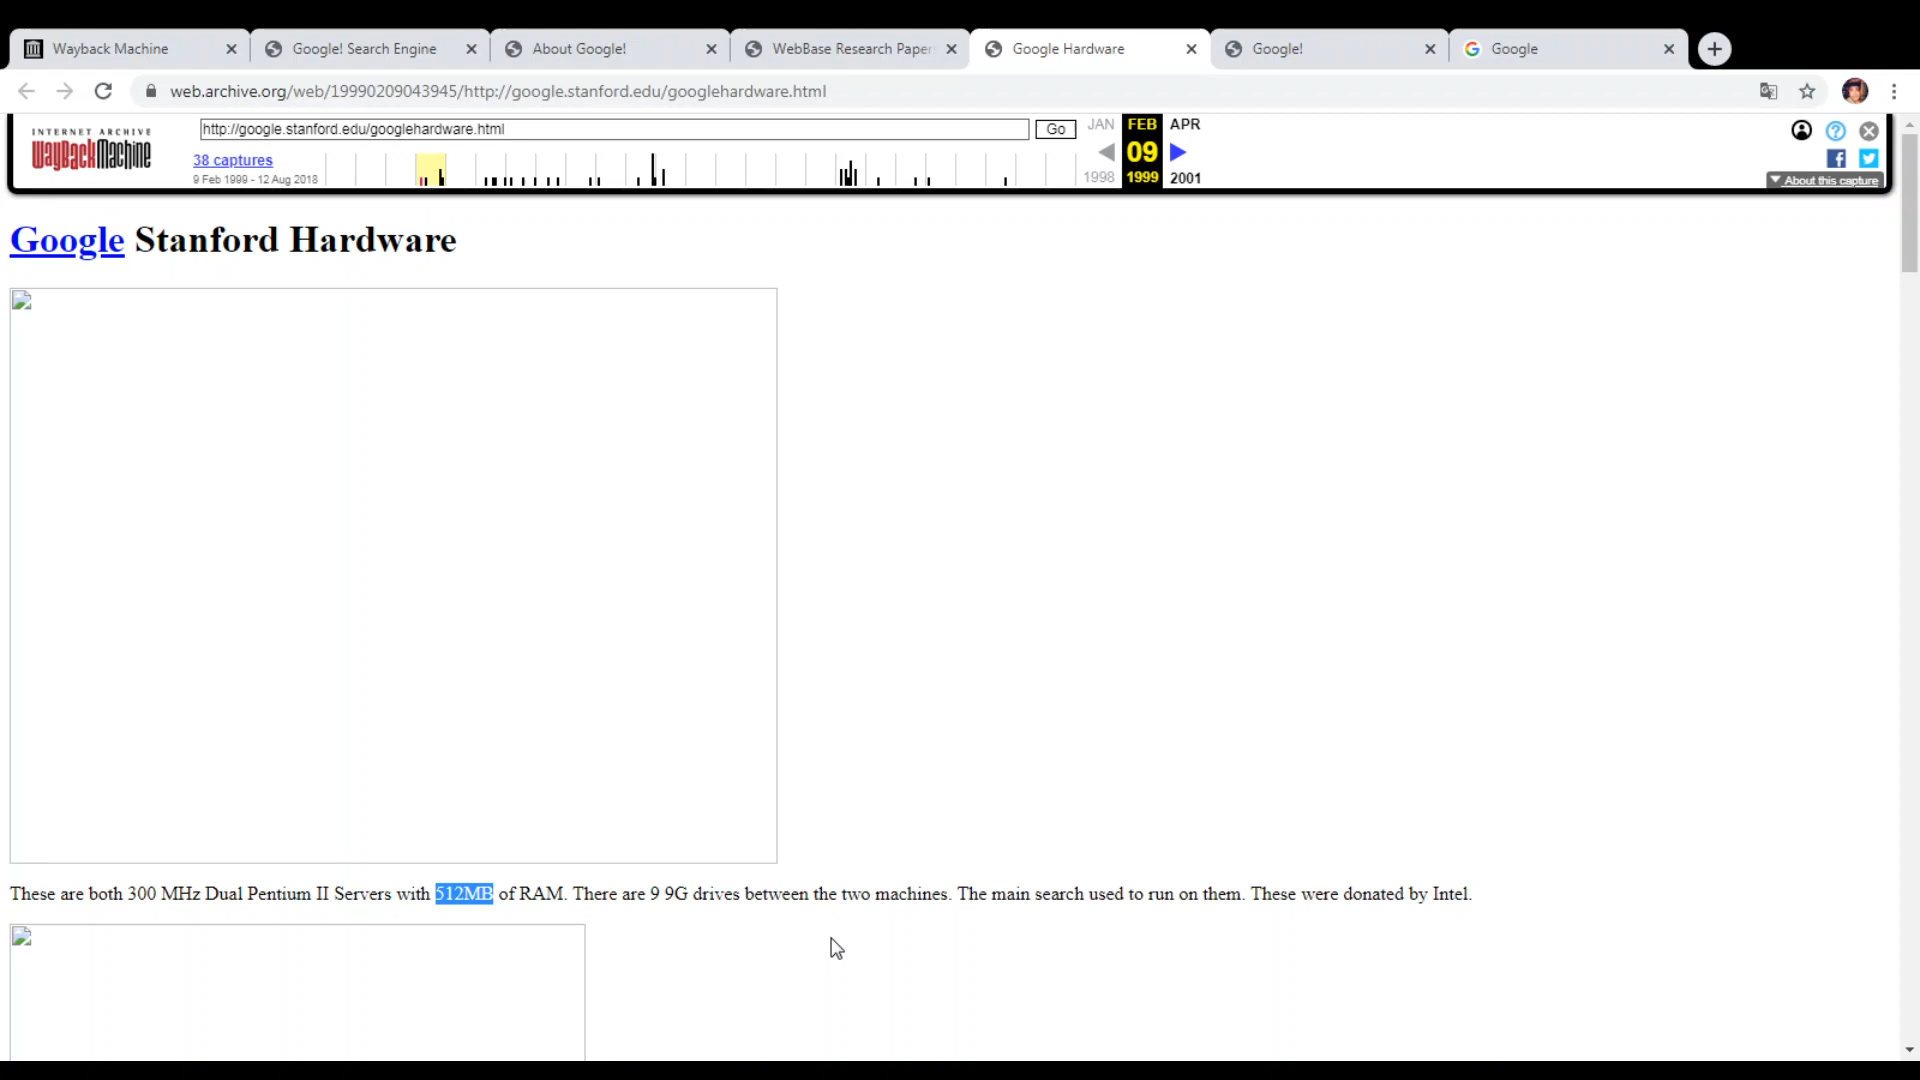 Wayback Machine
Google! Search Engine
About Google!
WebBase Research Paper
Google Hardware
Google!
Google
web.archive.org/web/19990209043945/http://google.stanford.edu/googlehardware.html
INTERNET ARCHIVE
WayBackMachine
http://google.stanford.edu/googlehardware.html
Go
JAN FEB APR
38 captures
09
9 Feb 1999 - 12 Aug 2018
1998 1999 2001
About this capture
Google Stanford Hardware
These are both 300 MHz Dual Pentium II Servers with 512MB of RAM. There are 9 9G drives between the two machines. The main search used to run on them. These were donated by Intel.